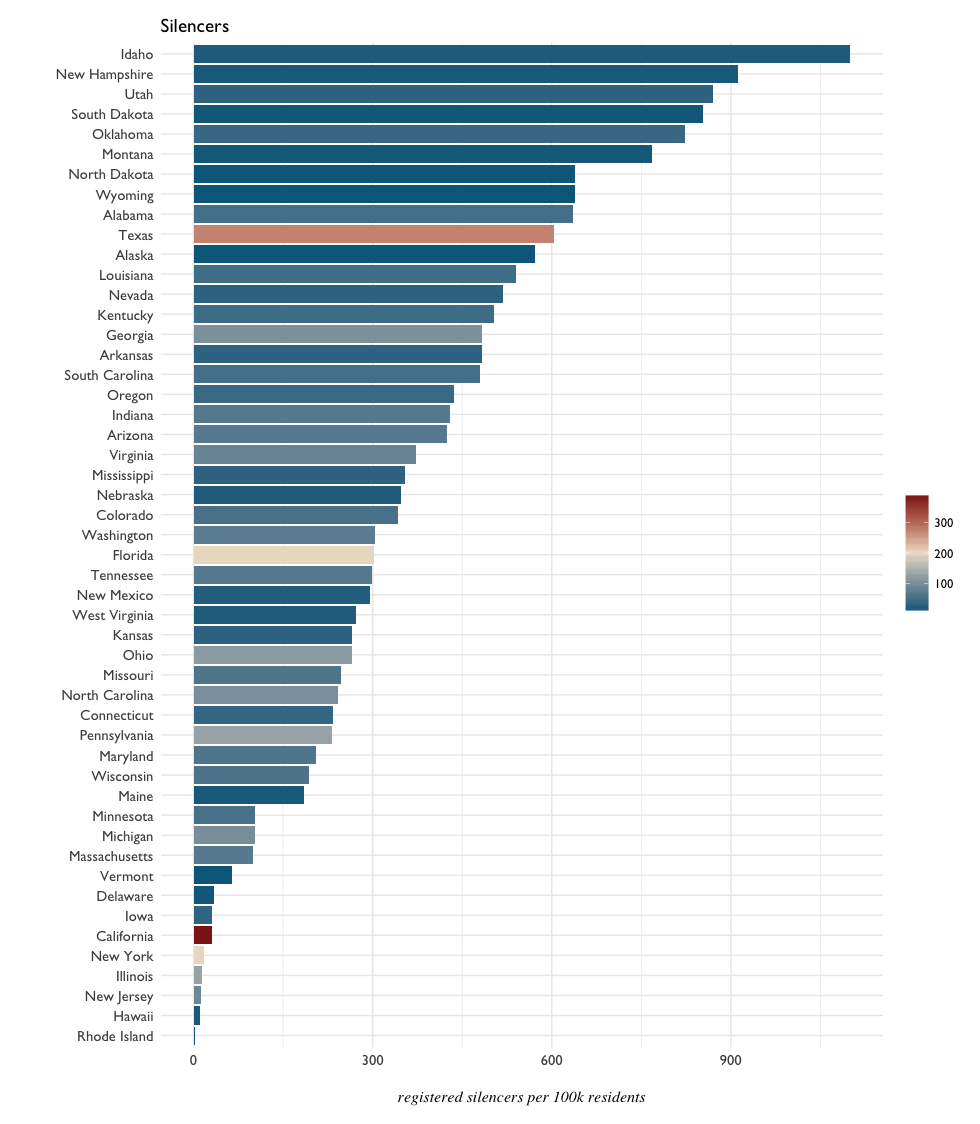 Silencers
Idaho
New Hampshire
Utah
South Dakota
Oklahoma
Montana
North Dakota
Wyoming
Alabama
Texas
Alaska
Louisiana
Nevada
Kentucky
Georgia
Arkansas
South Carolina
Oregon
Indiana
Arizona
Virginia
Mississippi
Nebraska
Colorado
Washington
Florida
Tennessee
New Mexico
West Virginia
Kansas
Ohio
Missouri
North Carolina
Connecticut
Pennsylvania
Maryland
Wisconsin
Maine
Minnesota
Michigan
Massachusetts
Vermont
Delaware
Iowa
California
New York
Illinois
New Jersey
Hawaii
Rhode Island
0 300 600 900
registered silencers per 100k residents
300
200
100